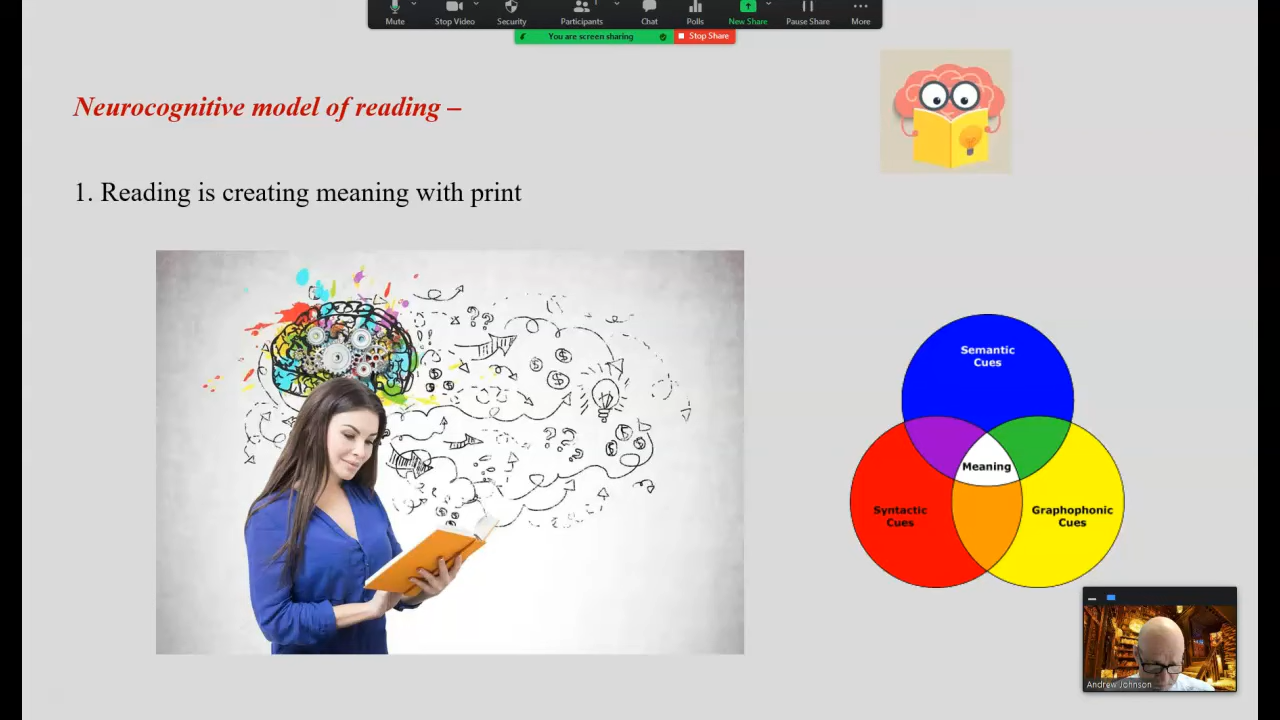 Mute
Stop Video
Security
Participants
1
Chat
Polls
New Share
Pause Share
More
You are screen sharing
Stop Share
Neurocognitive model of reading –
1. Reading is creating meaning with print
Semantic
Cues
Meaning
Syntactic
Cues
Graphophonic
Cues
Andrew Johnson